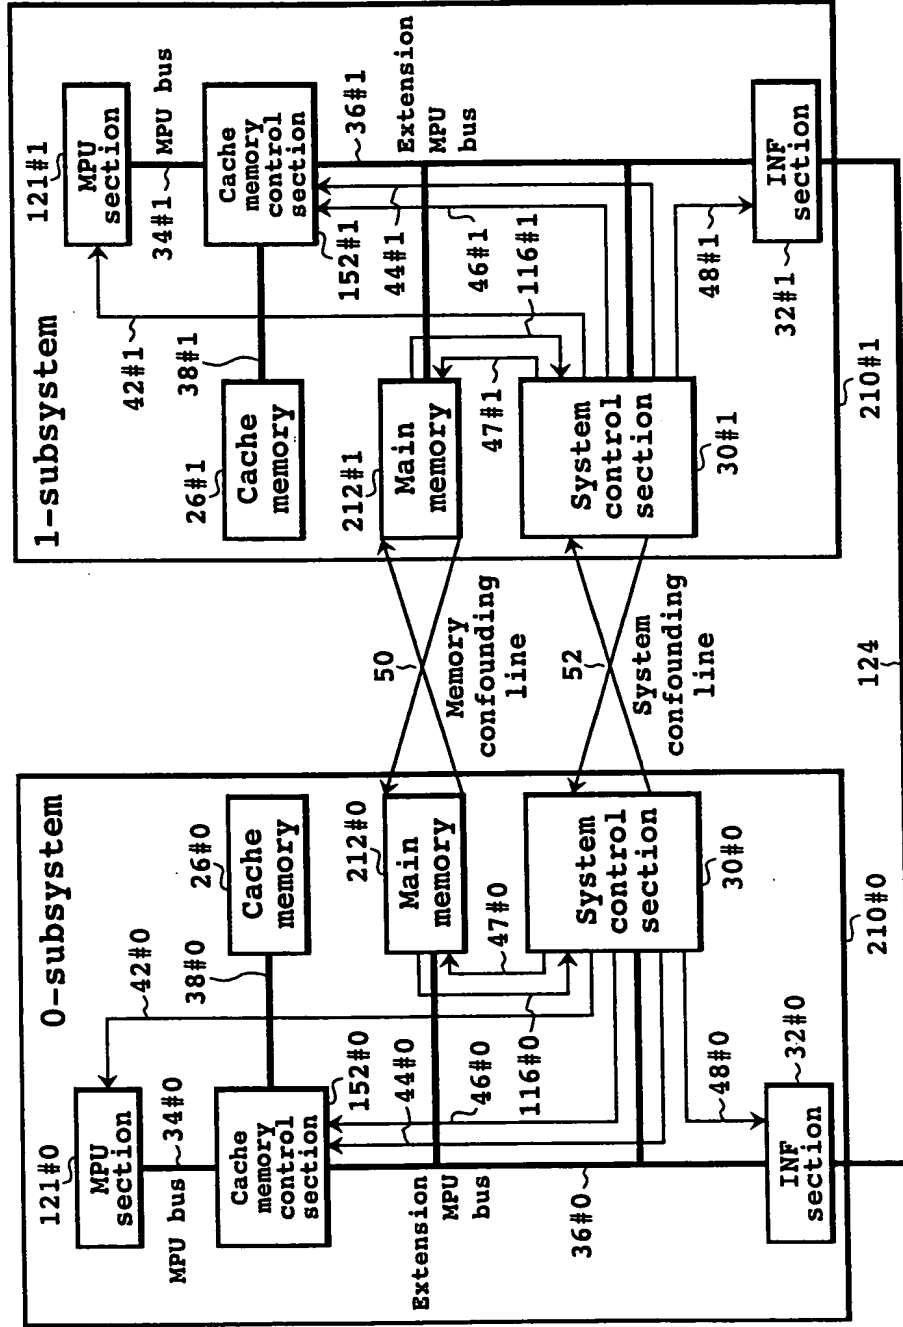 0-subsystem
121#0
MPU
section
42#0
34#0
MPU bus
38#0
26#0
Cache
memory
Cache
memory
control
section
152#0
44#0
46#0
116#0
47#0
212#0
Main
memory
Extension
MPU
bus
36#0
System
control
section
30#0
48#0
INF
section
32#0
210#0
50
Memory
confounding
line
52
System
confounding
line
124
1-subsystem
121#1
MPU
section
42#1
34#1
MPU bus
38#1
26#1
Cache
memory
Cache
memory
control
section
152#1
44#1
46#1
116#1
47#1
212#1
Main
memory
36#1
Extension
MPU
bus
System
control
section
30#1
48#1
INF
section
32#1
210#1